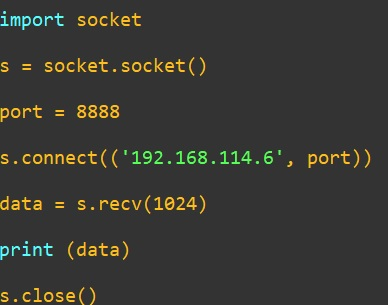 import socket
s = socket.socket()
port = 8888
s.connect(('192.168.114.6', port))
data = s.recv(1024)
print (data)
s.close()